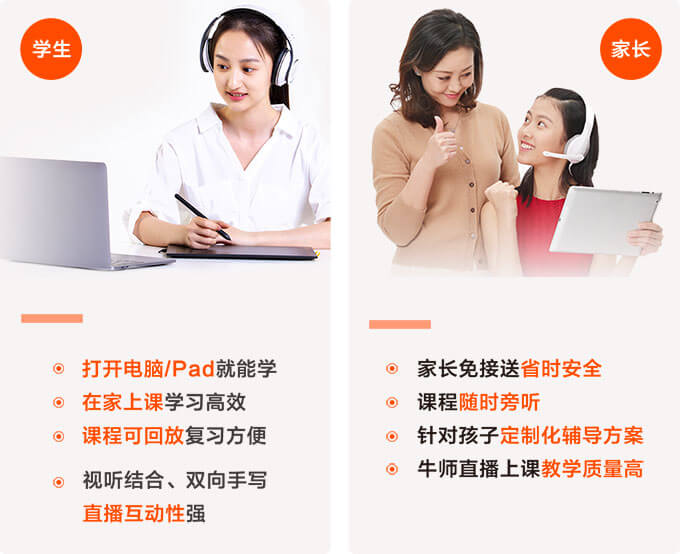 学生
打开电脑/Pad就能学
在家上课学习高效
课程可回放复习方便
视听结合、双向手写
直播互动性强
家长
家长免接送省时安全
课程随时旁听
针对孩子定制化辅导方案
牛师直播上课教学质量高